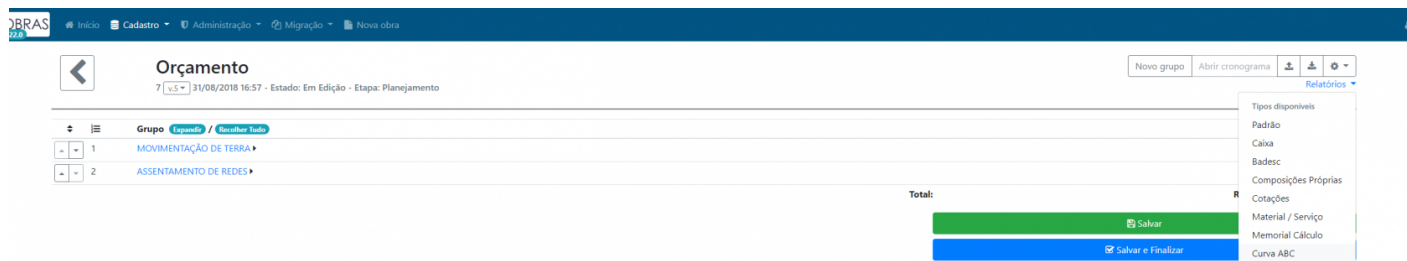 OBRAS Início Cadastro Administração Migração Nova obra
22.0
Orçamento
7 v.5 31/08/2018 16:57 - Estado: Em Edição - Etapa: Planejamento
Novo grupo Abrir cronograma
Relatórios
Tipos disponíveis
Padrão
Caixa
Badesc
Composições Próprias
Cotações
Material / Serviço
Memorial Cálculo
Curva ABC
Grupo Expandir / Recolher Tudo
1 MOVIMENTAÇÃO DE TERRA
2 ASSENTAMENTO DE REDES
Total: R
Salvar
Salvar e Finalizar